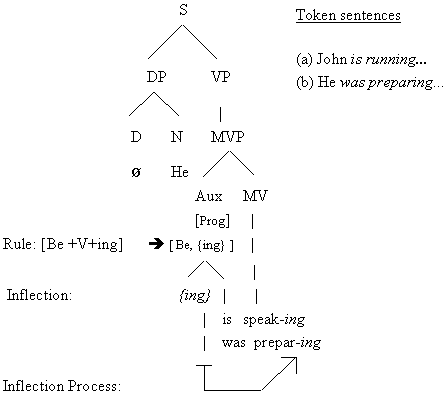 S
Token sentences
(a) John is running...
DP VP
(b) He was preparing...
D N MVP
ø He
Aux MV
[Prog]
Rule: [Be +V+ing] ➔ [ Be, {ing} ]
Inflection: {ing}
is speak-ing
was prepar-ing
Inflection Process: